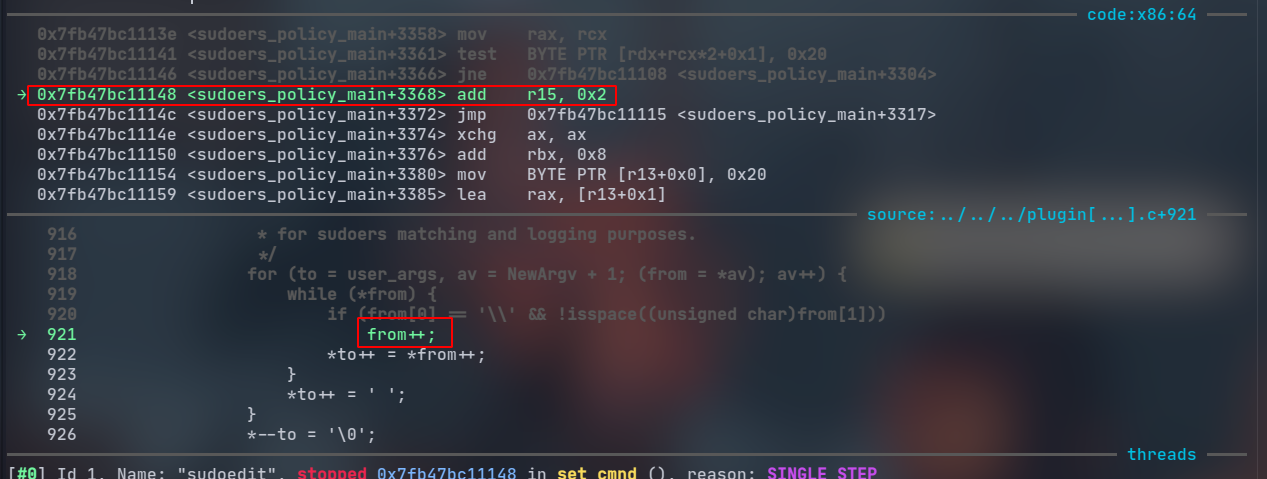 code:x86:64
0x7fb47bc1113e <sudoers_policy_main+3358> mov    rax, rcx
0x7fb47bc11141 <sudoers_policy_main+3361> test   BYTE PTR [rdx+rcx*2+0x1], 0x20
0x7fb47bc11146 <sudoers_policy_main+3366> jne    0x7fb47bc11108 <sudoers_policy_main+3304>
→ 0x7fb47bc11148 <sudoers_policy_main+3368> add    r15, 0x2
0x7fb47bc1114c <sudoers_policy_main+3372> jmp    0x7fb47bc11115 <sudoers_policy_main+3317>
0x7fb47bc1114e <sudoers_policy_main+3374> xchg   ax, ax
0x7fb47bc11150 <sudoers_policy_main+3376> add    rbx, 0x8
0x7fb47bc11154 <sudoers_policy_main+3380> mov    BYTE PTR [r13+0x0], 0x20
0x7fb47bc11159 <sudoers_policy_main+3385> lea    rax, [r13+0x1]
source:../../../plugin[...].c+921
916                  * for sudoers matching and logging purposes.
917                  */
918                 for (to = user_args, av = NewArgv + 1; (from = *av); av++) {
919                     while (*from) {
920                         if (from[0] == '\\' && !isspace((unsigned char)from[1]))
→ 921                             from++;
922                         *to++ = *from++;
923                     }
924                     *to++ = ' ';
925                 }
926                 *--to = '\0';
threads
[#0] Id 1, Name: "sudoedit", stopped 0x7fb47bc11148 in set_cmnd (), reason: SINGLE STEP